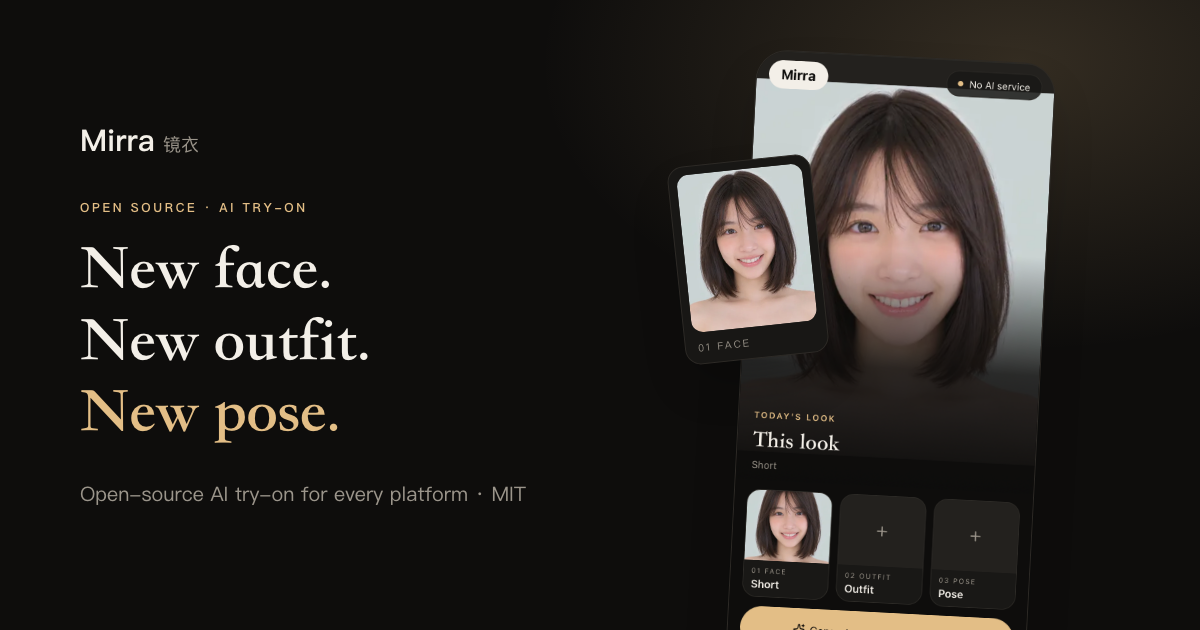 Mirra 镜衣
OPEN SOURCE · AI TRY-ON
New face.
New outfit.
New pose.
Open-source AI try-on for every platform · MIT
Mirra
No AI service
01 FACE
TODAY'S LOOK
This look
Short
01 FACE
Short
02 OUTFIT
Outfit
03 POSE
Pose